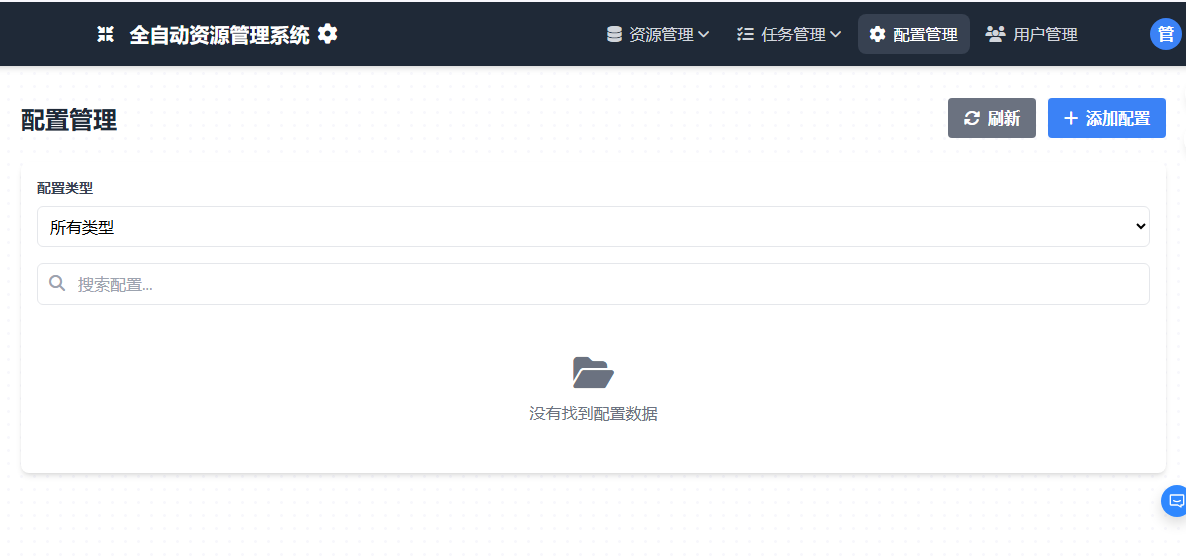 全自动资源管理系统 资源管理 任务管理 配置管理 用户管理 管
配置管理 刷新 添加配置
配置类型
所有类型
搜索配置...
没有找到配置数据